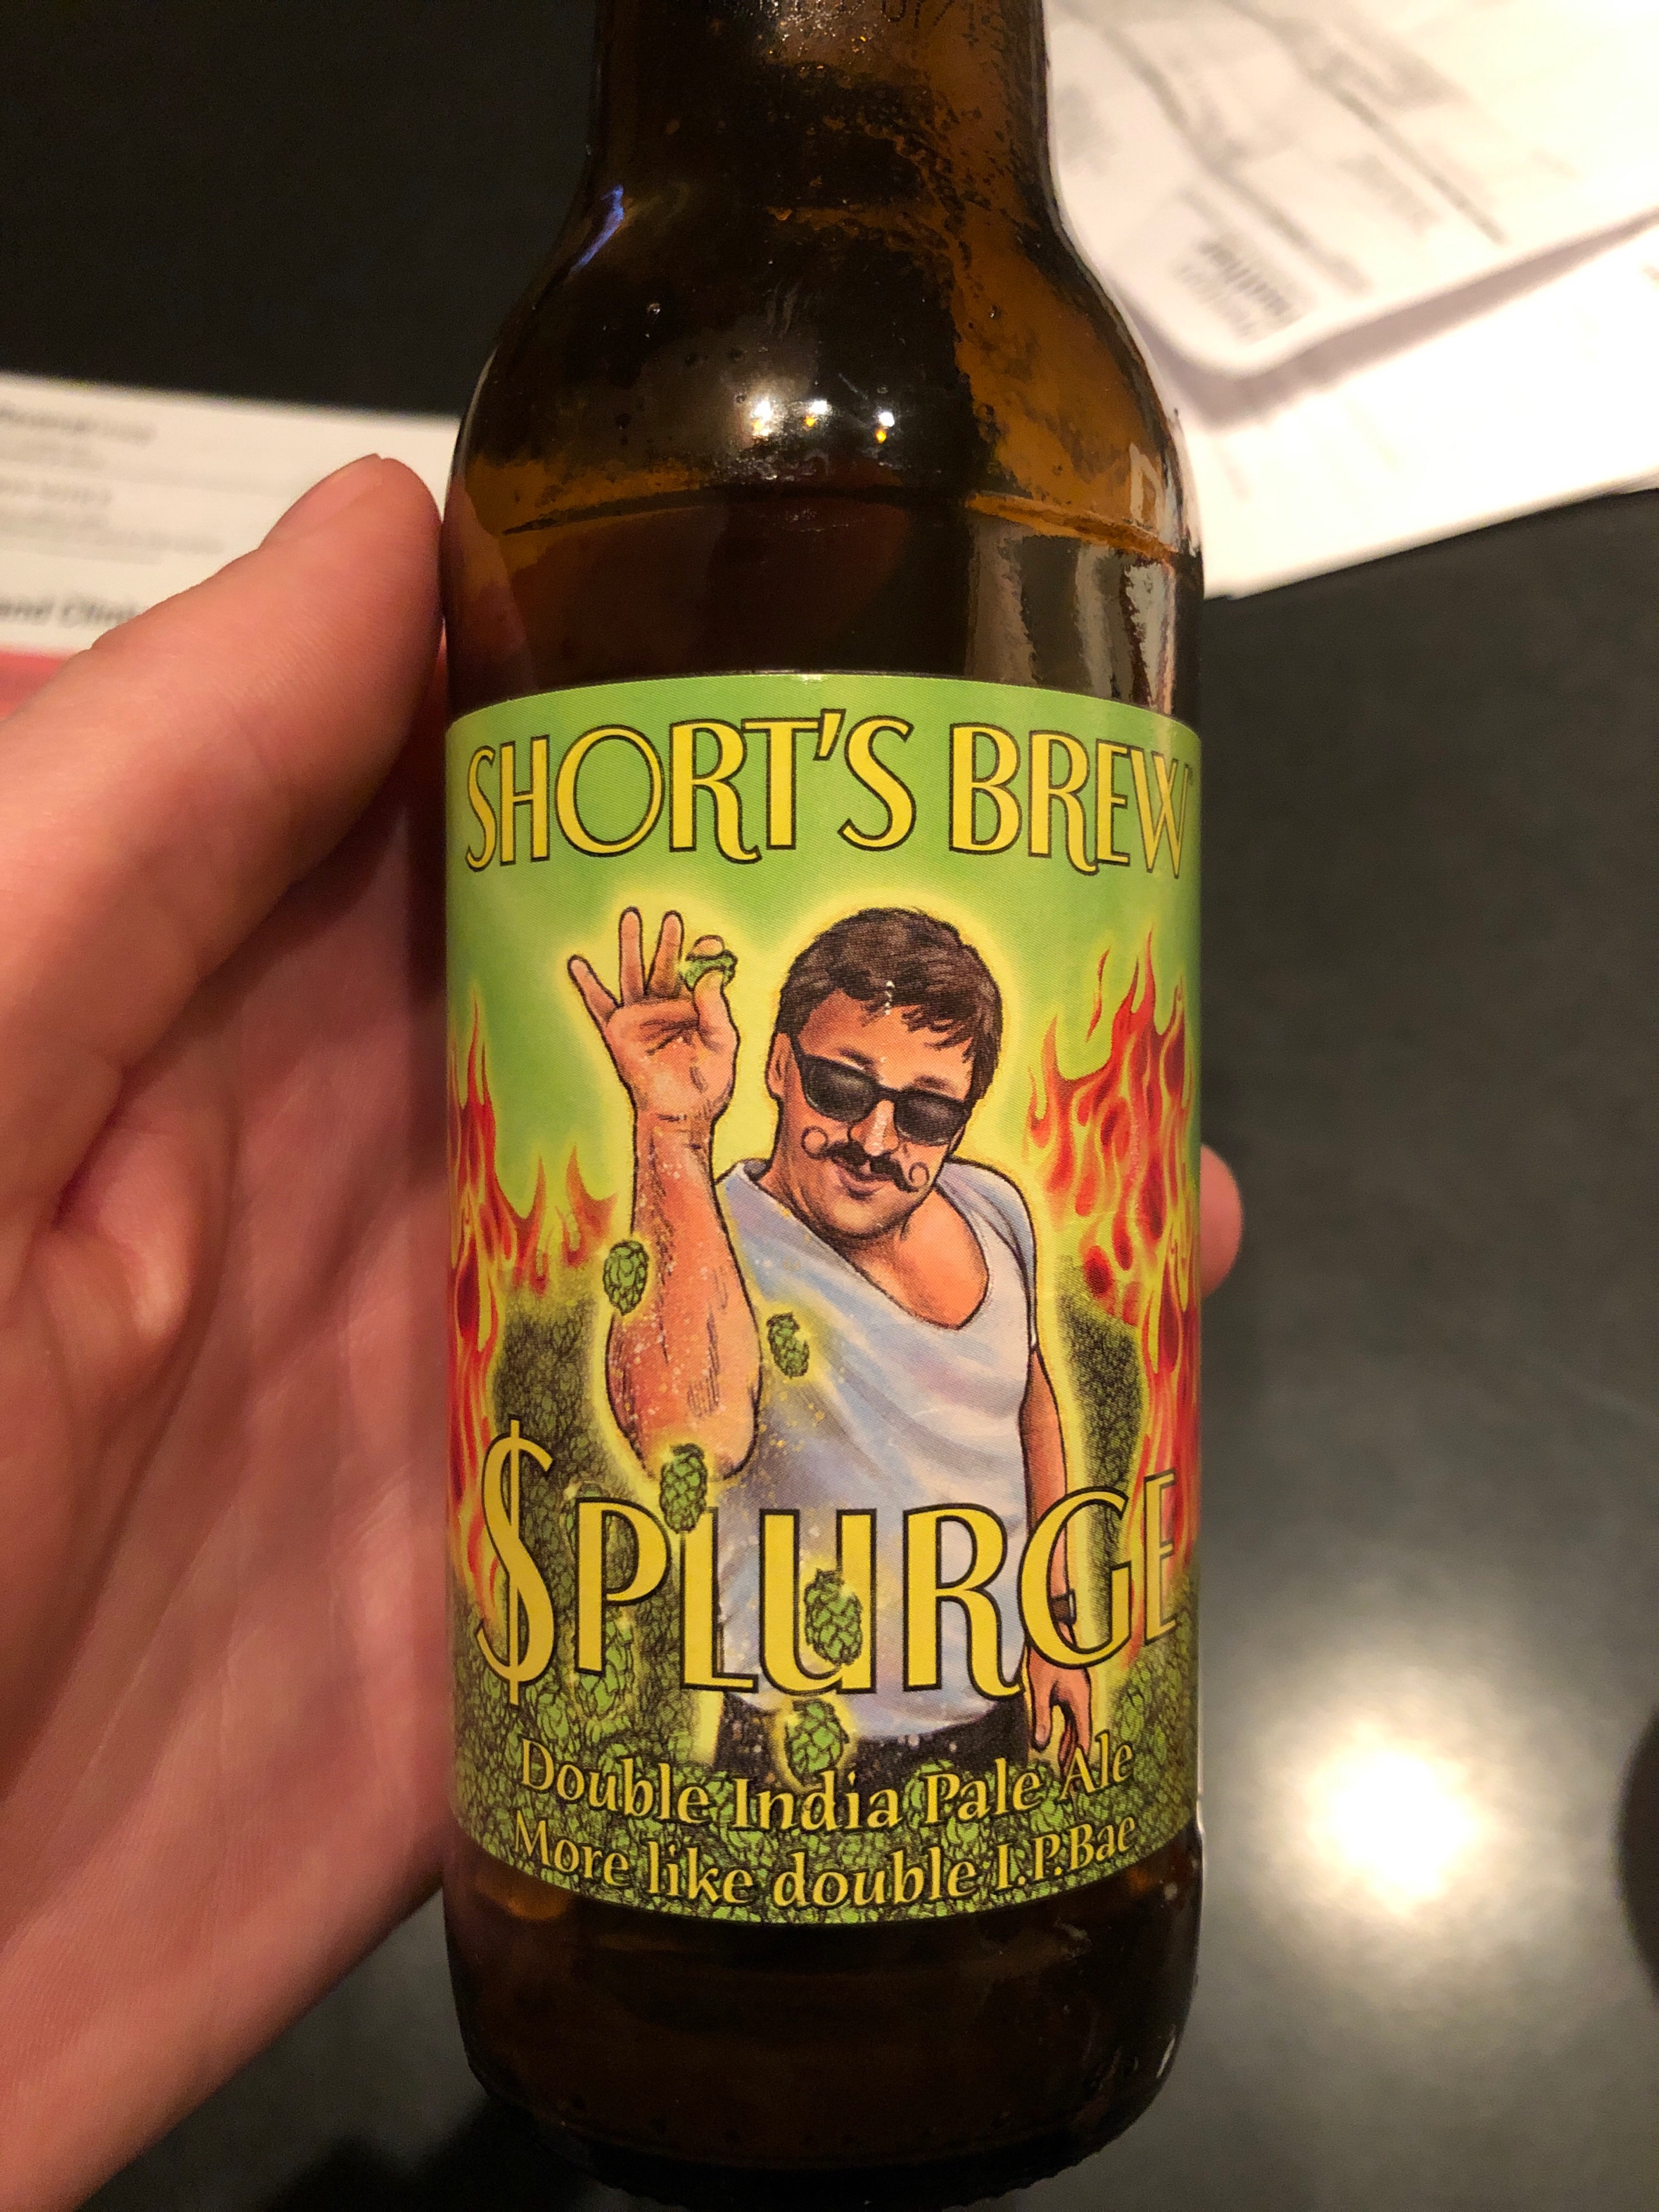 SHORT'S BREW
$PLURGE
Double India Pale Ale
More like double I.P.Bae